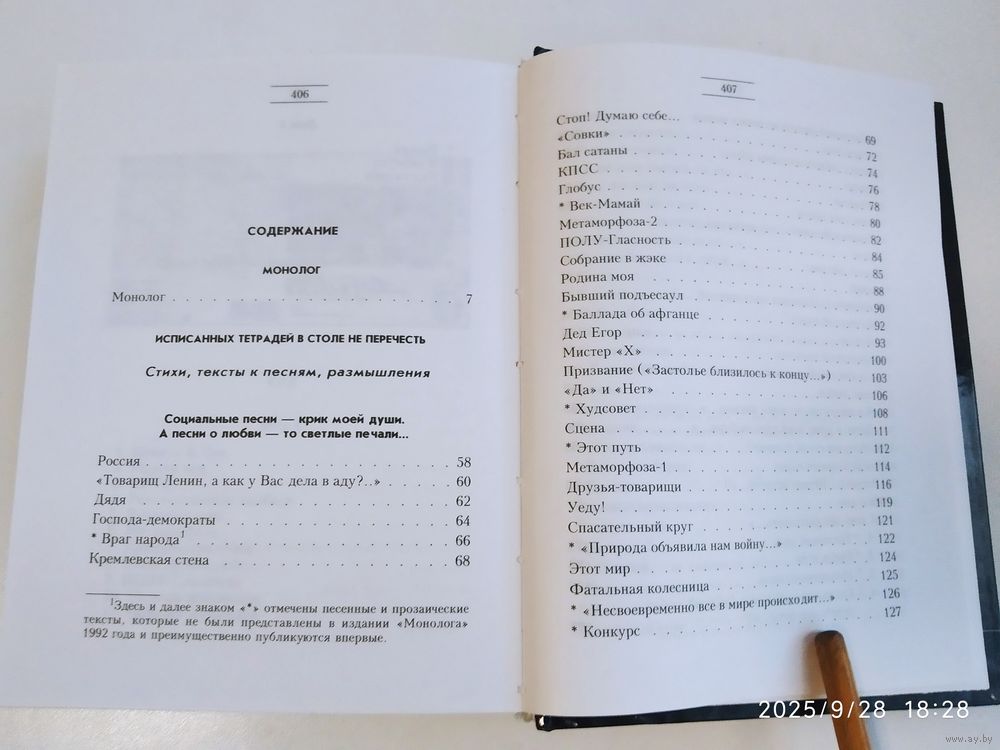 406
СОДЕРЖАНИЕ
МОНОЛОГ
Монолог . . . . . . . . . . . . . . . . . . . . 7
ИСПИСАННЫХ ТЕТРАДЕЙ В СТОЛЕ НЕ ПЕРЕЧЕСТЬ
Стихи, тексты к песням, размышления
Социальные песни — крик моей души.
А песни о любви — то светлые печали...
Россия . . . . . . . . . . . . . . . . . . . . 58
«Товарищ Ленин, а как у Вас дела в аду?..» . . . . . 60
Дядя . . . . . . . . . . . . . . . . . . . . 62
Господа-демократы . . . . . . . . . . . . . . 64
* Враг народа¹ . . . . . . . . . . . . . . . . 66
Кремлевская стена . . . . . . . . . . . . . . 68
¹Здесь и далее знаком «*» отмечены песенные и прозаические
тексты, которые не были представлены в издании «Монолога»
1992 года и преимущественно публикуются впервые.
407
Стоп! Думаю себе... . . . . . . . . . . . . . 69
«Совки» . . . . . . . . . . . . . . . . . . 72
Бал сатаны . . . . . . . . . . . . . . . . . 74
КПСС . . . . . . . . . . . . . . . . . . . 76
Глобус . . . . . . . . . . . . . . . . . . . 78
* Век-Мамай . . . . . . . . . . . . . . . . 80
Метаморфоза-2 . . . . . . . . . . . . . . . 82
ПОЛУ-Гласность . . . . . . . . . . . . . . 84
Собрание в жэке . . . . . . . . . . . . . . 85
Родина моя . . . . . . . . . . . . . . . . . 88
Бывший подъесаул . . . . . . . . . . . . . 90
* Баллада об афганце . . . . . . . . . . . . 92
Дед Егор . . . . . . . . . . . . . . . . . . 93
Мистер «Х» . . . . . . . . . . . . . . . . 100
Призвание («Застолье близилось к концу...») . . . . 103
«Да» и «Нет» . . . . . . . . . . . . . . . 106
* Худсовет . . . . . . . . . . . . . . . . . 108
Сцена . . . . . . . . . . . . . . . . . . . 111
* Этот путь . . . . . . . . . . . . . . . . 112
Метаморфоза-1 . . . . . . . . . . . . . . . 114
Друзья-товарищи . . . . . . . . . . . . . . 116
Уеду! . . . . . . . . . . . . . . . . . . . 119
Спасательный круг . . . . . . . . . . . . . 121
* «Природа объявила нам войну...» . . . . . . . 122
Этот мир . . . . . . . . . . . . . . . . . . 124
Фатальная колесница . . . . . . . . . . . . 125
* «Несвоевременно все в мире происходит...» . . . . 126
* Конкурс . . . . . . . . . . . . . . . . . 127
2025/9/28 18:28
www.ay.by